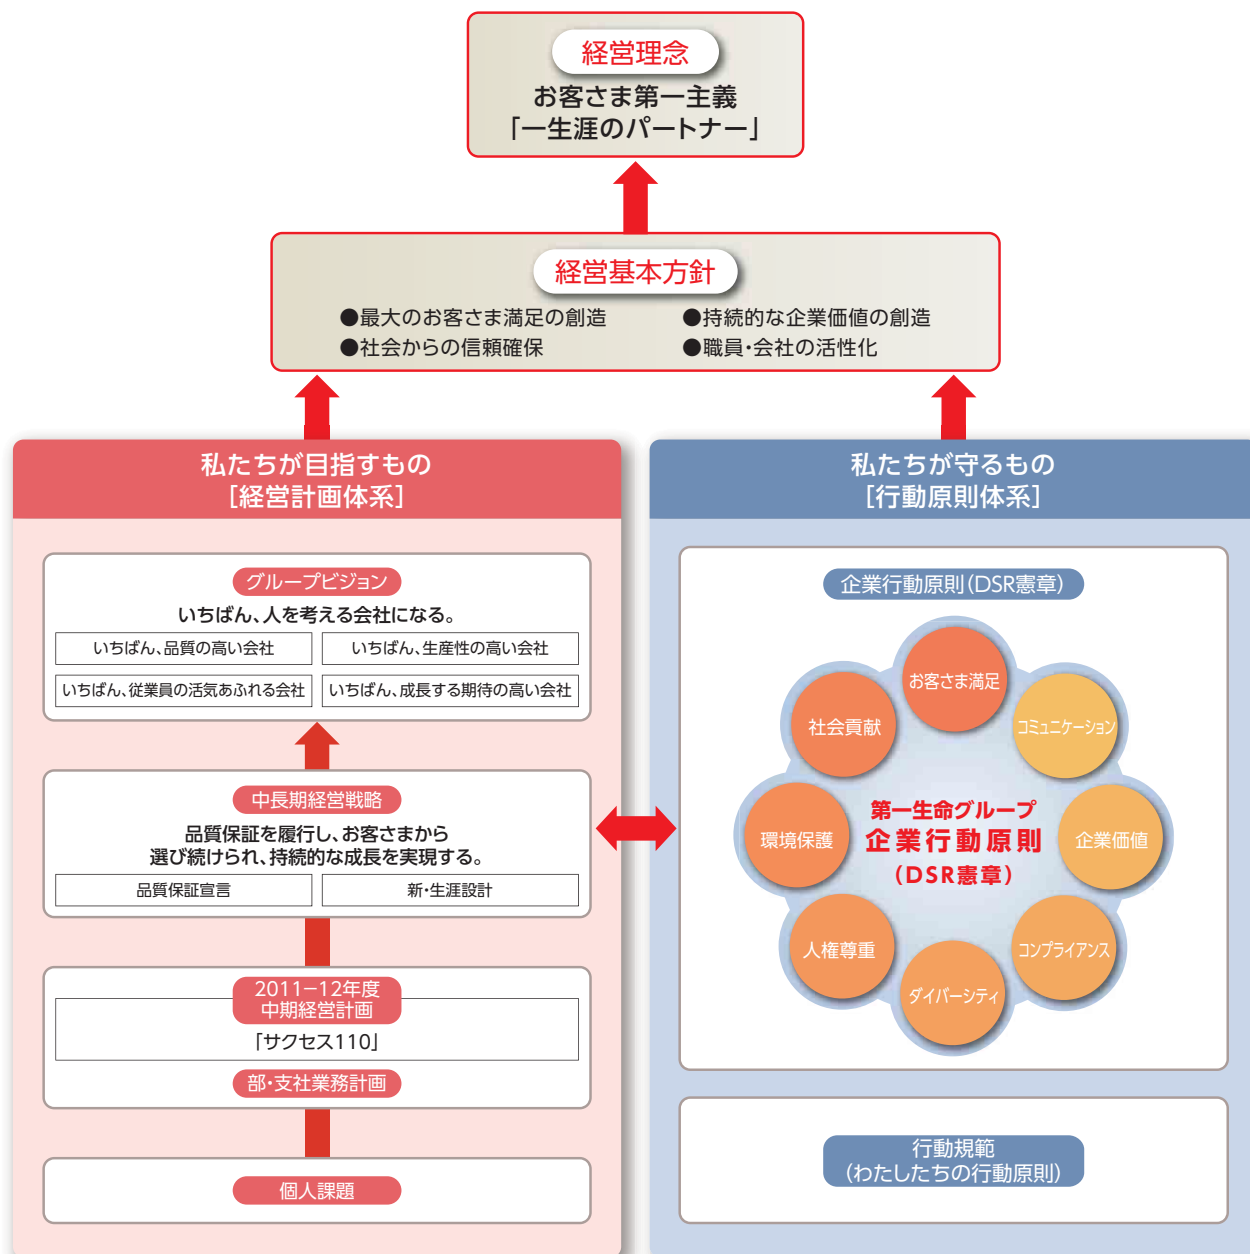 経営理念
お客さま第一主義
「一生涯のパートナー」
経営基本方針
●最大のお客さま満足の創造
●持続的な企業価値の創造
●社会からの信頼確保
●職員・会社の活性化
私たちが目指すもの
[経営計画体系]
グループビジョン
いちばん、人を考える会社になる。
いちばん、品質の高い会社
いちばん、生産性の高い会社
いちばん、従業員の活気あふれる会社
いちばん、成長する期待の高い会社
中長期経営戦略
品質保証を履行し、お客さまから
選び続けられ、持続的な成長を実現する。
品質保証宣言
新・生涯設計
2011−12年度
中期経営計画
「サクセス110」
部・支社業務計画
個人課題
私たちが守るもの
[行動原則体系]
企業行動原則(DSR憲章)
お客さま満足
コミュニケーション
企業価値
コンプライアンス
ダイバーシティ
人権尊重
環境保護
社会貢献
第一生命グループ
企業行動原則
(DSR憲章)
行動規範
(わたしたちの行動原則)